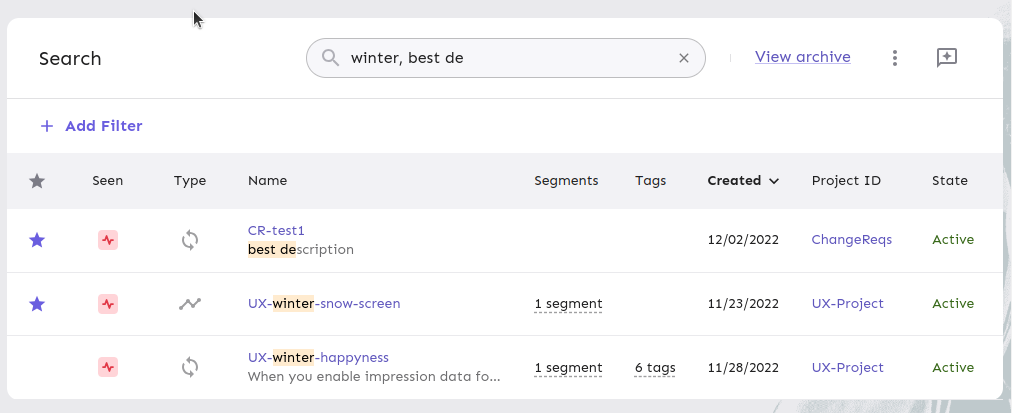 Search winter, best de View archive
Add Filter
Seen Type Name Segments Tags Created Project ID State
CR-test1
best description 12/02/2022 ChangeReqs Active
UX-winter-snow-screen 1 segment 11/23/2022 UX-Project Active
UX-winter-happyness
When you enable impression data fo... 1 segment 6 tags 11/28/2022 UX-Project Active